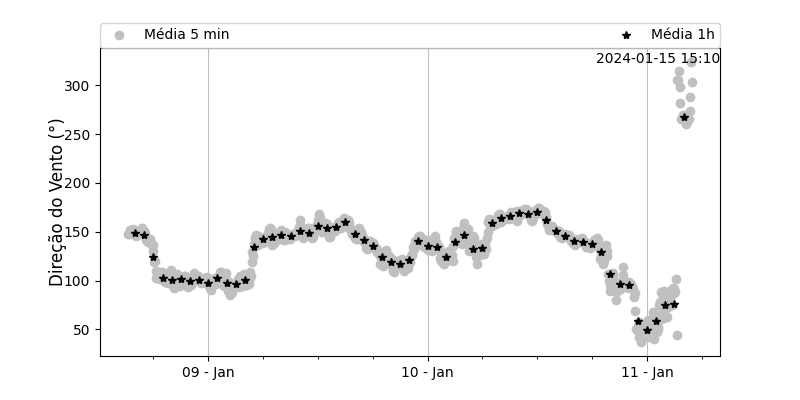 Média 5 min
Média 1h
2024-01-15 15:10
Direção do Vento (°)
300
250
200
150
100
50
09 - Jan
10 - Jan
11 - Jan